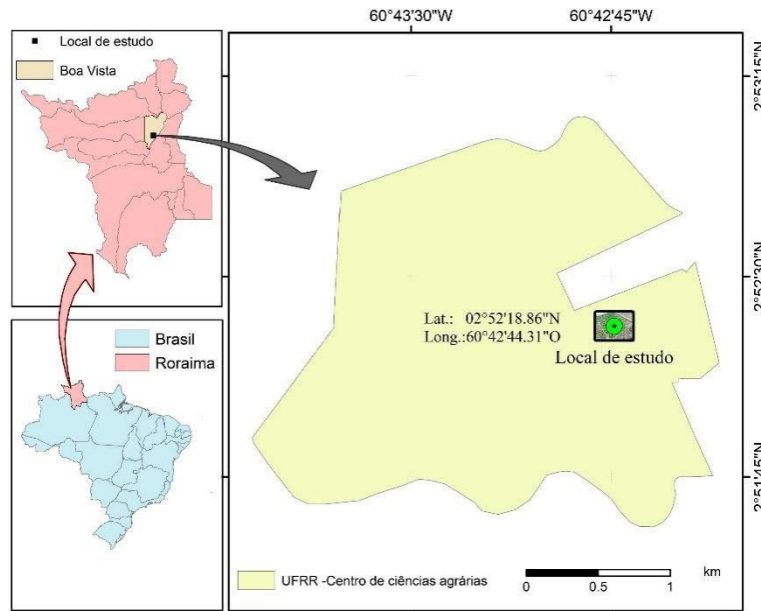 Local de estudo
Boa Vista
Brasil
Roraima
60°43'30"W
60°42'45"W
2°53'15"N
2°52'30"N
2°51'45"N
Lat.: 02°52'18.86"N
Long.:60°42'44.31"O
Local de estudo
UFRR -Centro de ciências agrárias
km
0 0.5 1